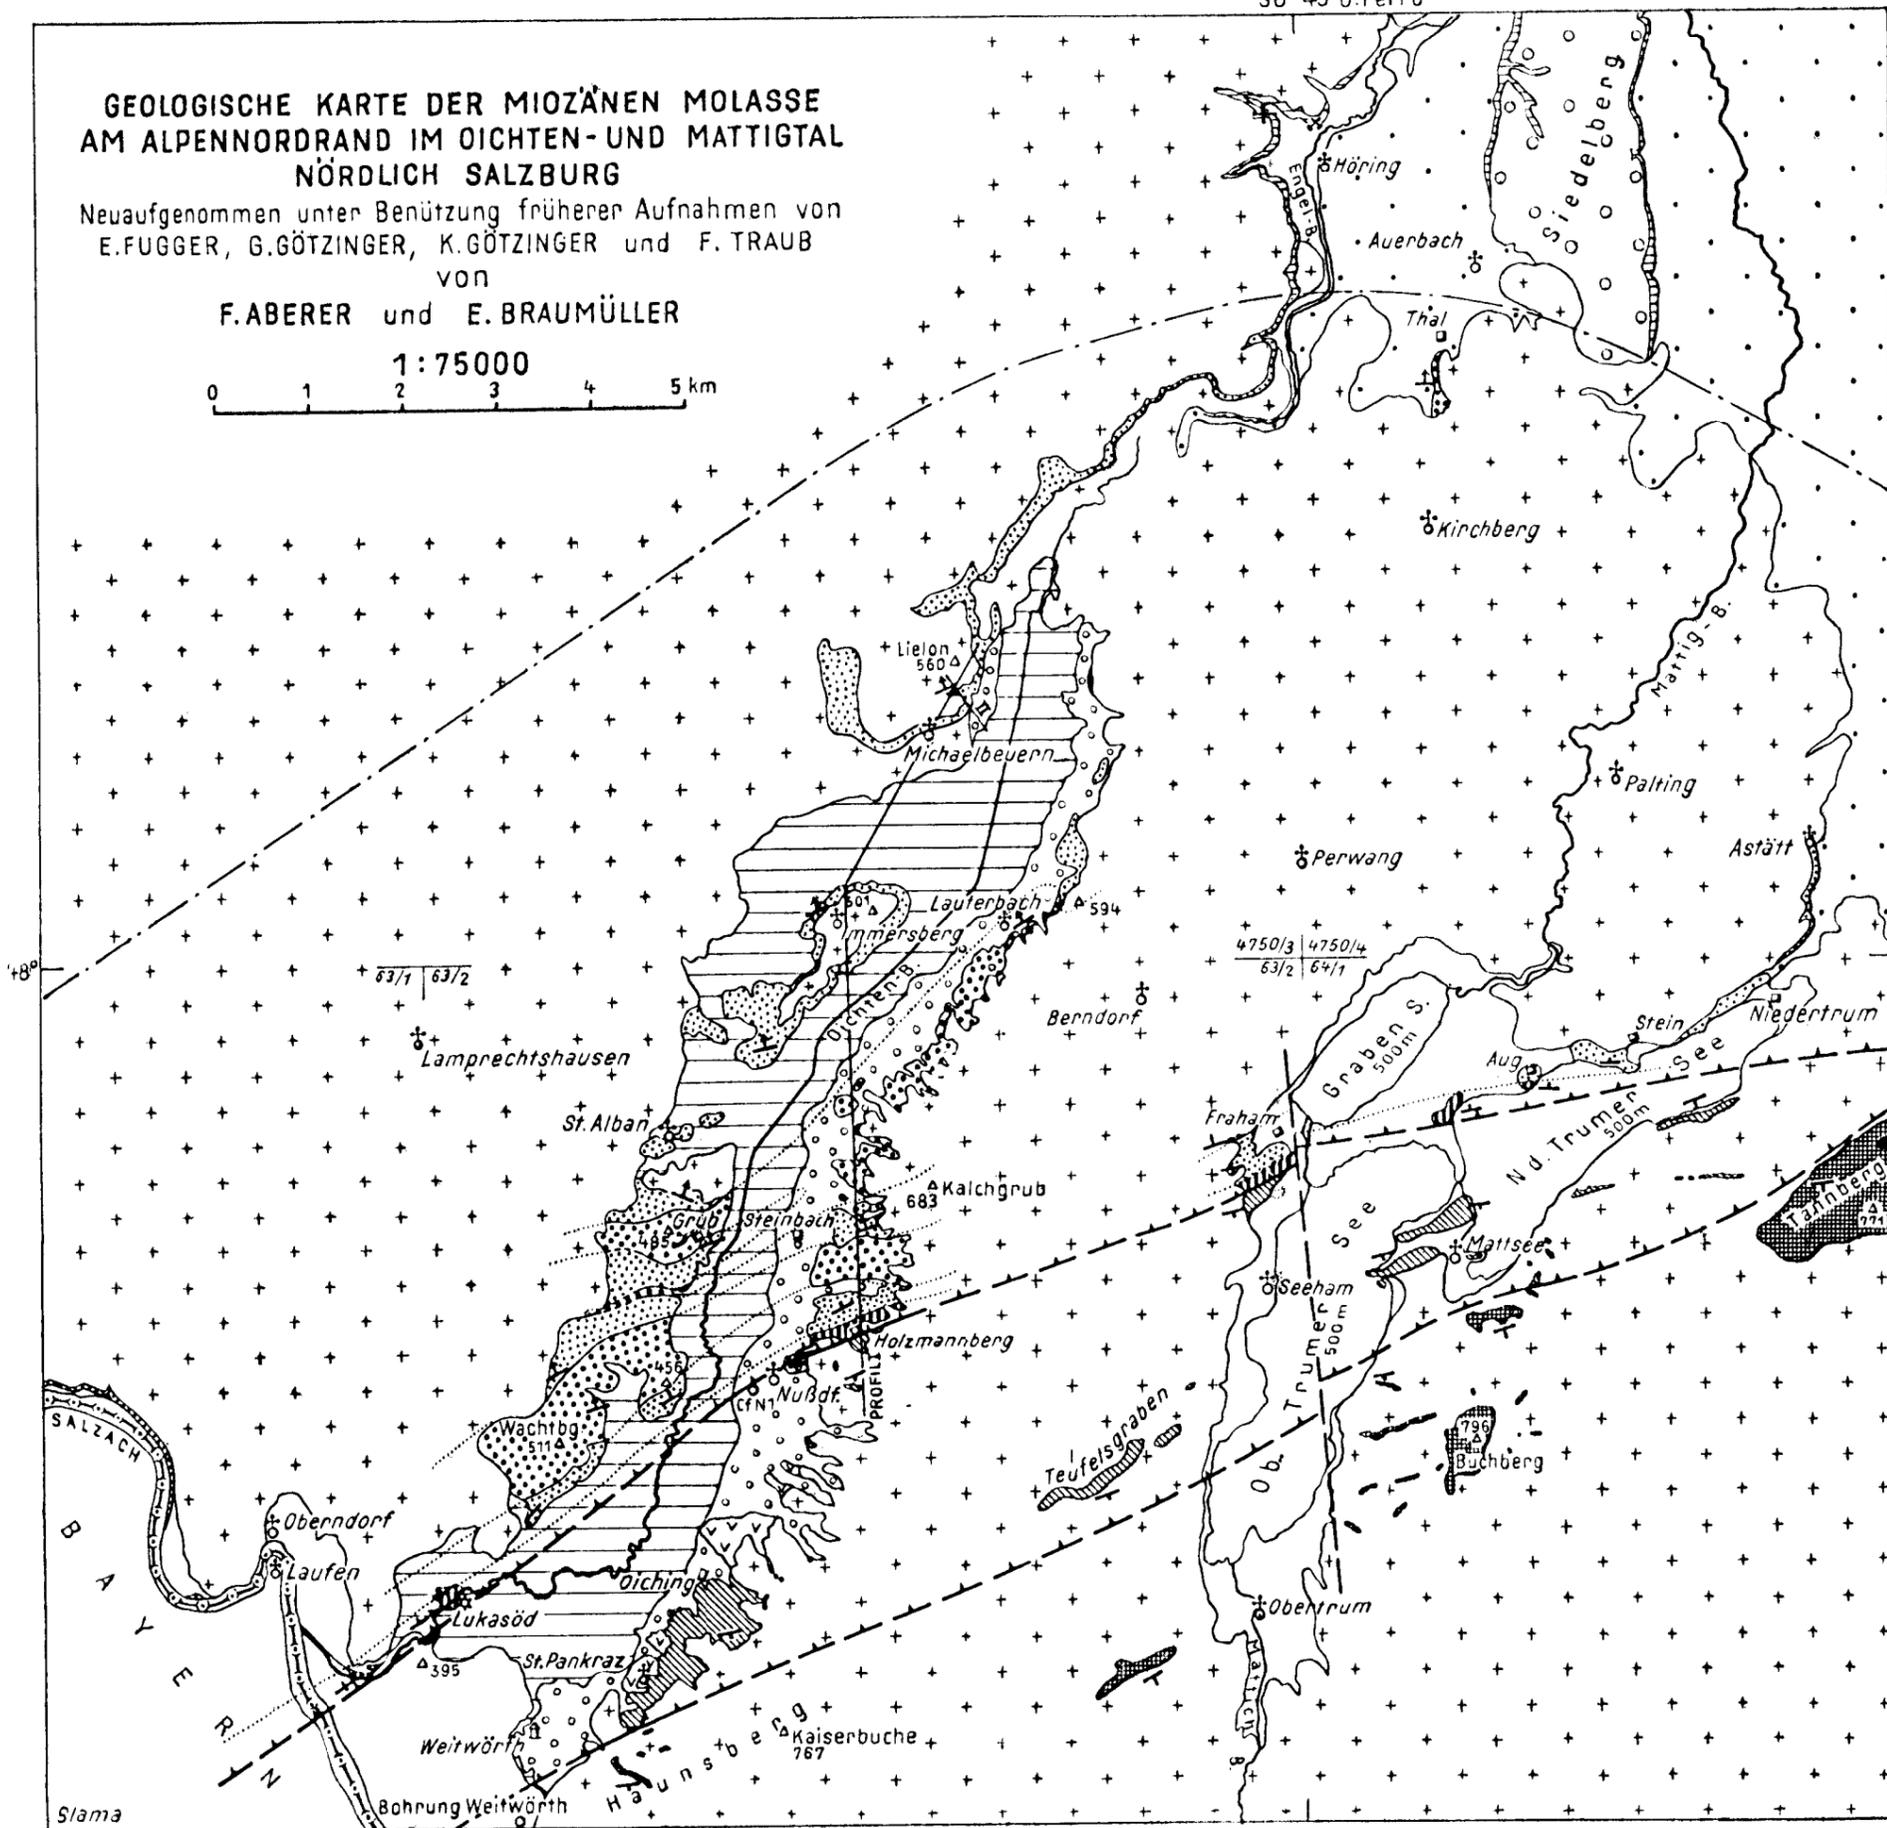 GEOLOGISCHE KARTE DER MIOZÄNEN MOLASSE
AM ALPENNORDRAND IM OICHTEN- UND MATTIGTAL
NÖRDLICH SALZBURG
Neuaufgenommen unter Benützung früherer Aufnahmen von
E.FUGGER, G.GÖTZINGER, K.GÖTZINGER und F. TRAUB
von
F.ABERER und E.BRAUMÜLLER
1:75000
0 1 2 3 4 5 km
Siedelberg
Höring
Engel-B.
Auerbach
Thal
Kirchberg
Mattig-B.
Lielon
560
Michaelbeuern
Palting
Perwang
Astätt
501
Lauferbach
594
Immersberg
4750/3 4750/4
63/2 64/1
63/1 63/2
Oichten-B.
Berndorf
Graben S.
500m
Niedertrum
Stein
Lamprechtshausen
Aug
See
St.Alban
Fraham
Nd. Trumer
500m
683
Kalchgrub
Tannberg
771
Grub
485
Steinbach
See
Mattsee
Seeham
Holzmannberg
456
Trumer
500m
CfN1
Nußdf.
PROFIL I
Wachtbg
511
Teufelsgraben
796
Buchberg
Ob.
SALZACH
Oberndorf
Laufen
BAYERN
Oiching
Lukasöd
Obertrum
395
St.Pankraz
Mattich B.
Weitwörth
Kaiserbuche
767
Haunsberg
Bohrung Weitwörth
Slama